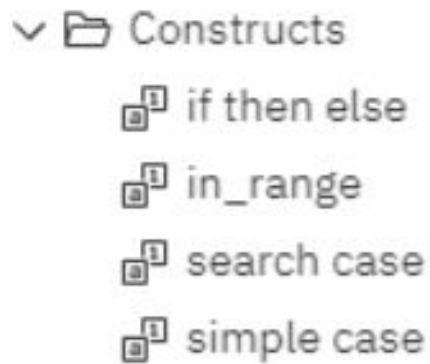 Constructs
if then else
in_range
search case
simple case